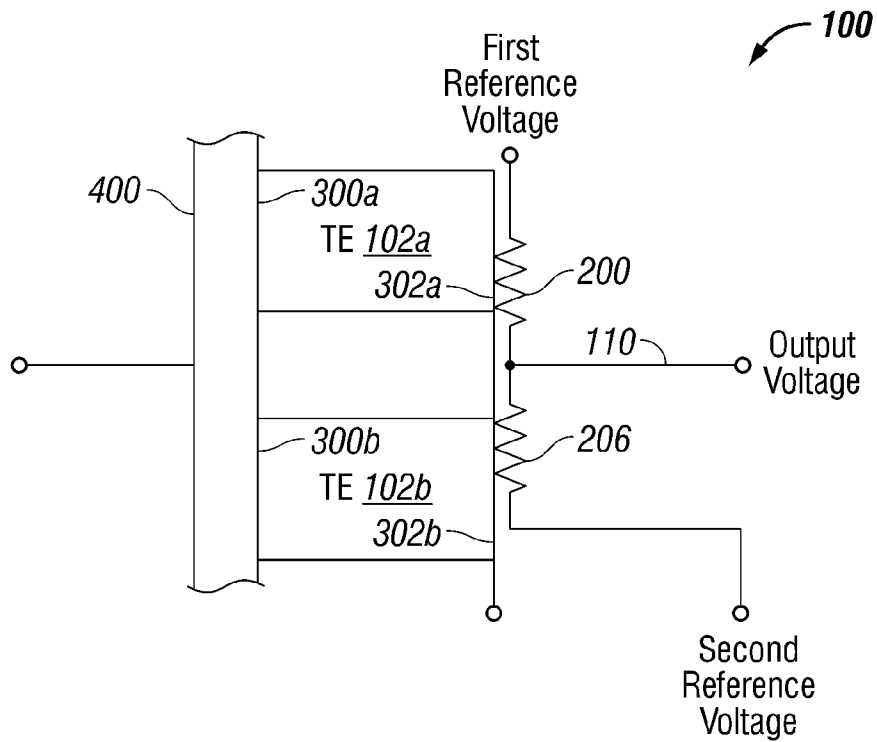 100
First
Reference
Voltage
400
300a
TE 102a
302a
200
110
Output
Voltage
300b
206
TE 102b
302b
Second
Reference
Voltage